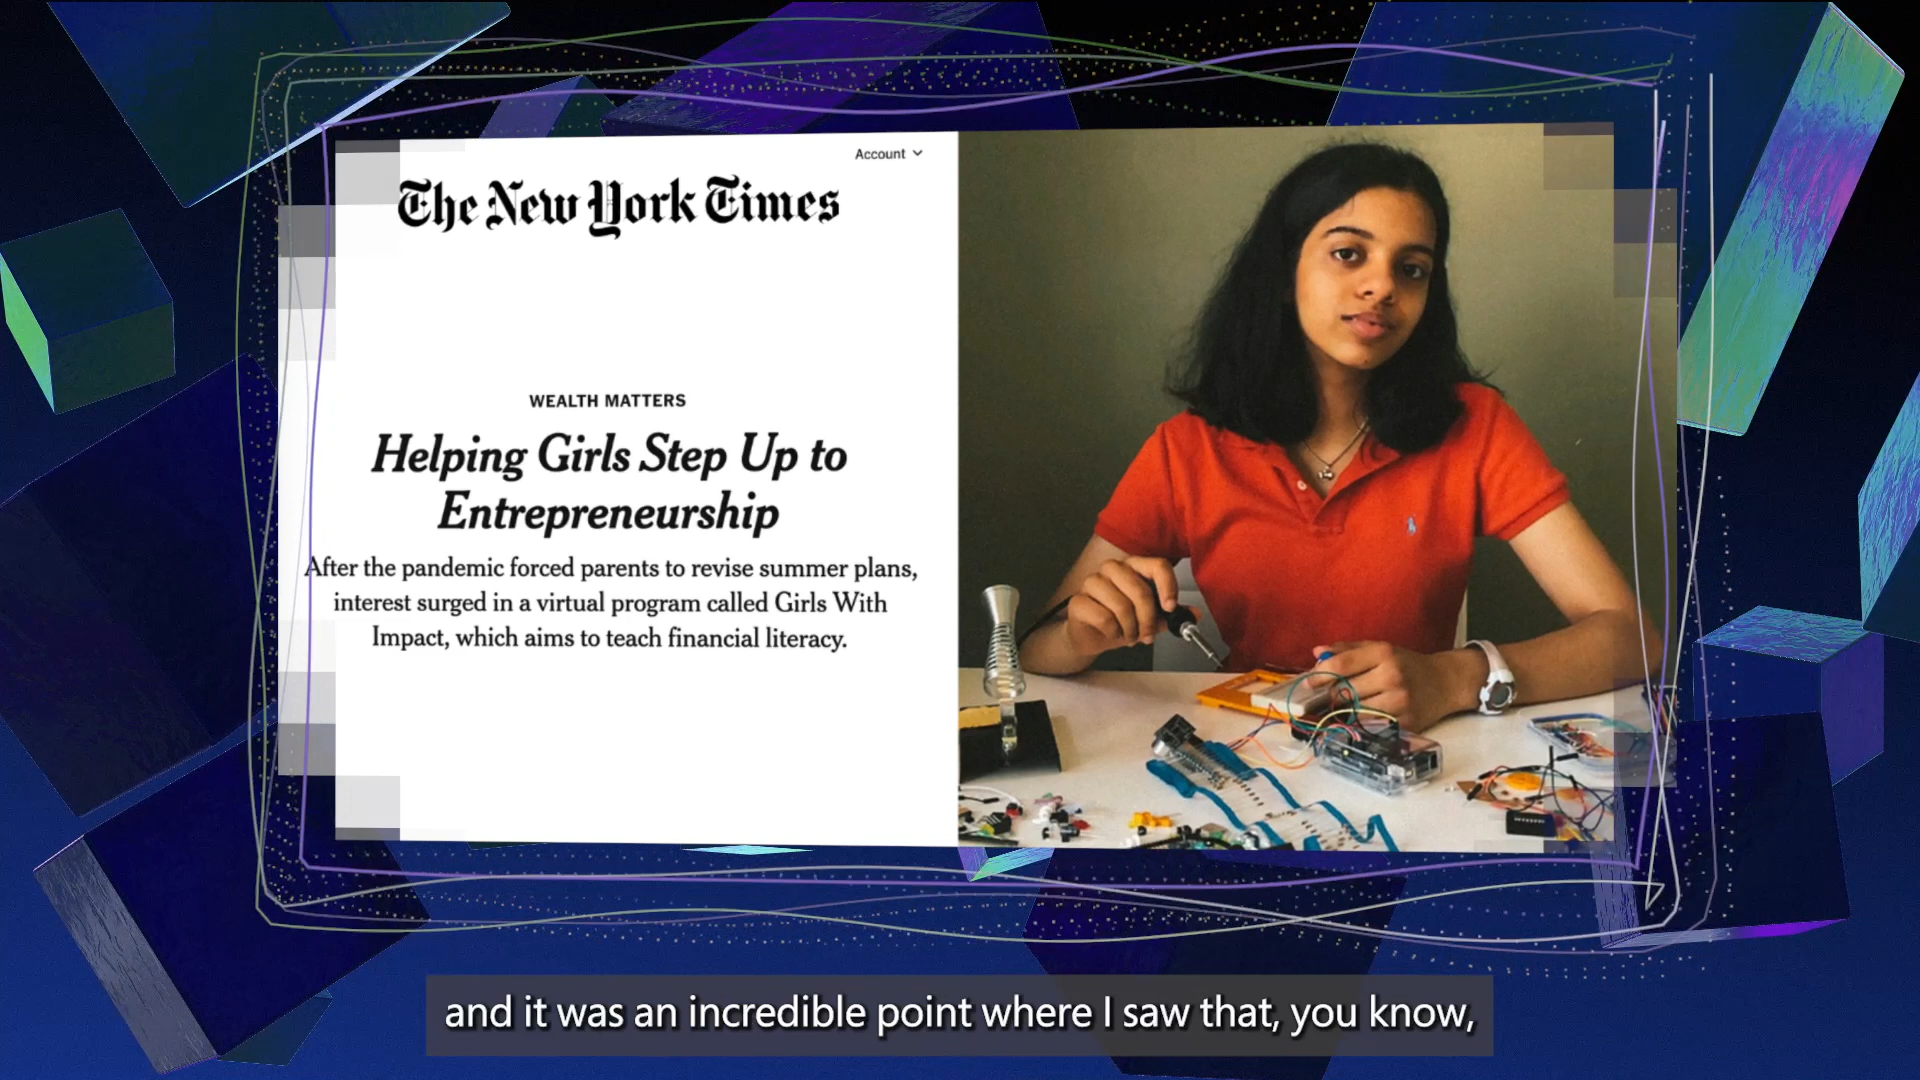 Account
The New York Times
WEALTH MATTERS
Helping Girls Step Up to
Entrepreneurship
After the pandemic forced parents to revise summer plans,
interest surged in a virtual program called Girls With
Impact, which aims to teach financial literacy.
and it was an incredible point where I saw that, you know,